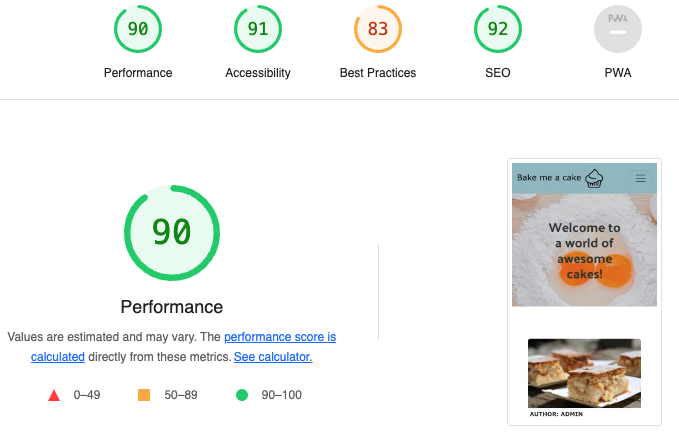 90
91
83
92
PWA
Performance
Accessibility
Best Practices
SEO
PWA
90
Performance
Values are estimated and may vary. The performance score is
calculated directly from these metrics. See calculator.
0–49
50–89
90–100
Bake me a cake
Welcome to
a world of
awesome
cakes!
AUTHOR: ADMIN